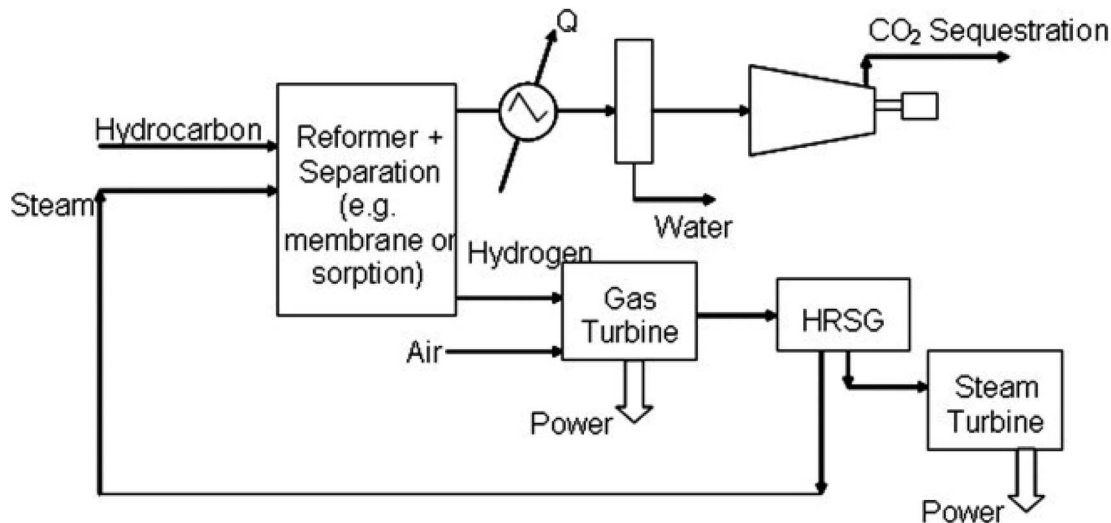 Q
CO₂ Sequestration
Hydrocarbon
Reformer +
Separation
(e.g.
membrane or
sorption)
Steam
Water
Hydrogen
Gas
Turbine
HRSG
Air
Steam
Turbine
Power
Power